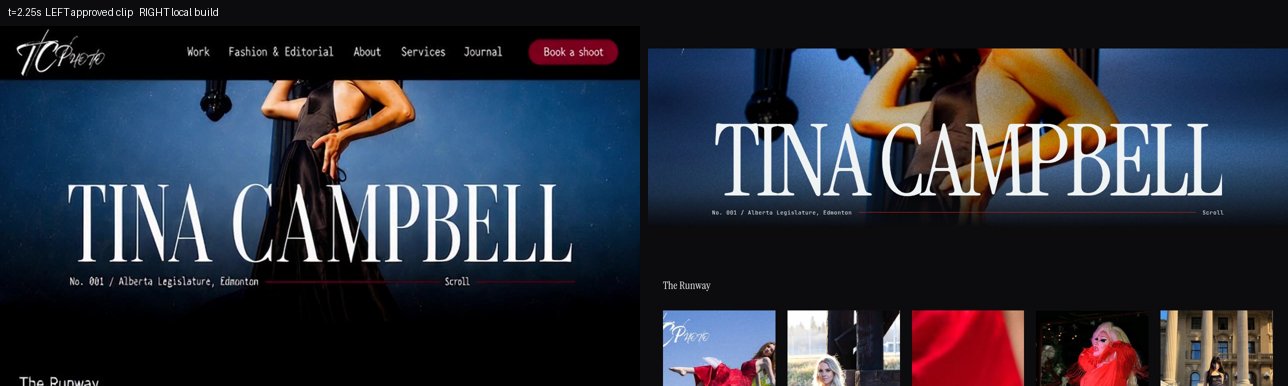 t=2.25s LEFT approved clip RIGHT local build
TCPhoto
Work Fashion & Editorial About Services Journal Book a shoot
TINA CAMPBELL
No. 001 / Alberta Legislature, Edmonton Scroll
The Runway
TINA CAMPBELL
No. 001 / Alberta Legislature, Edmonton Scroll
The Runway
CPhoto